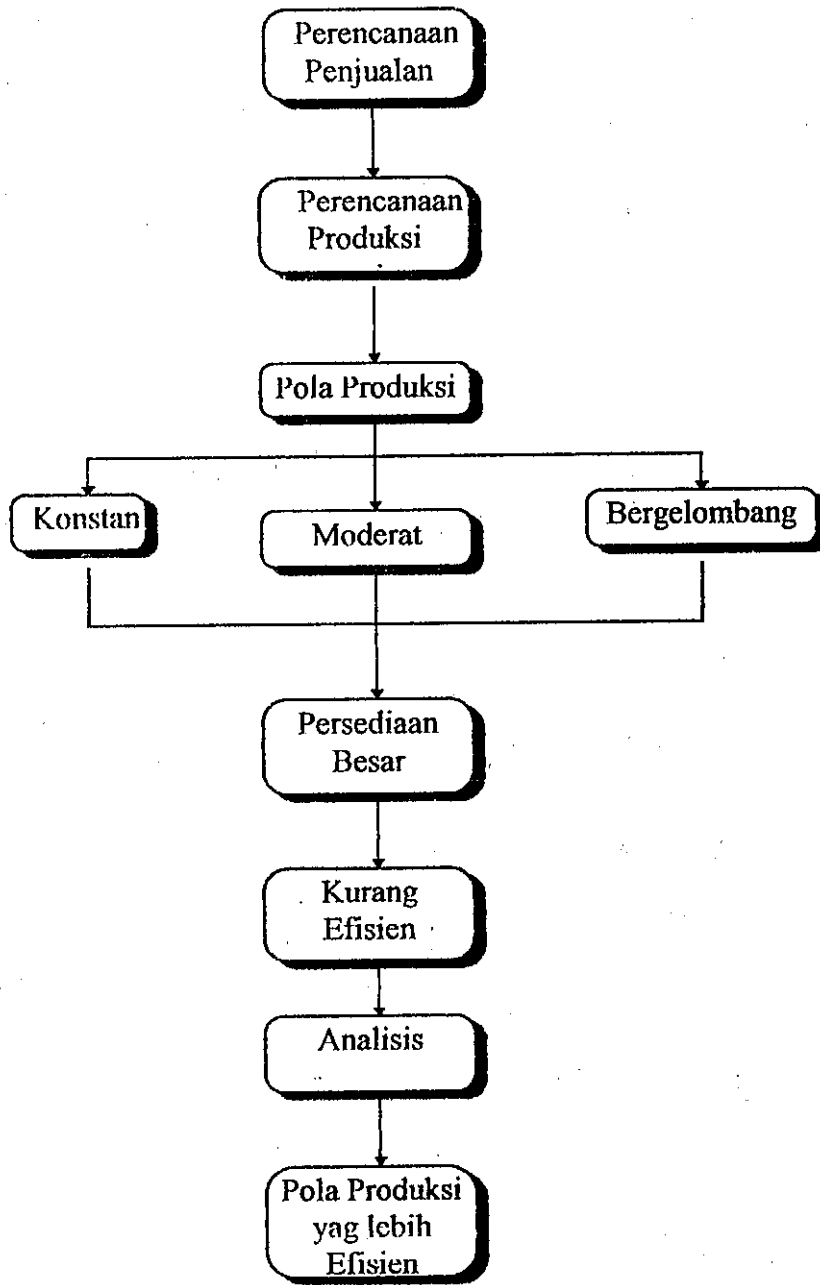 Perencanaan
Penjualan
Perencanaan
Produksi
Pola Produksi
Konstan
Moderat
Bergelombang
Persediaan
Besar
Kurang
Efisien
Analisis
Pola Produksi
yag lebih
Efisien